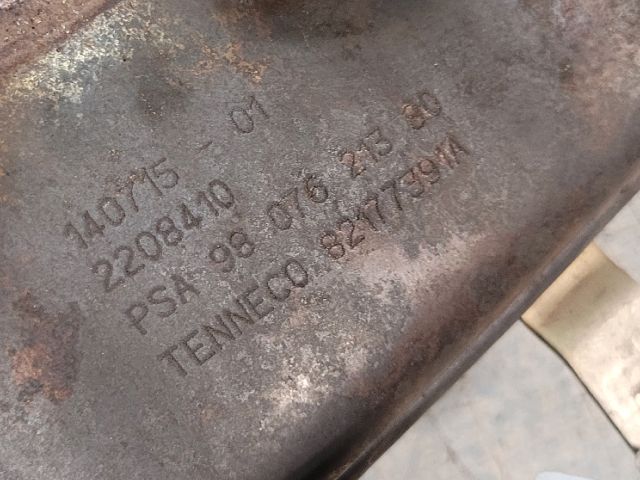 140715 - 01
2208410
PSA 98 076 213 80
TENNECO 82177391A